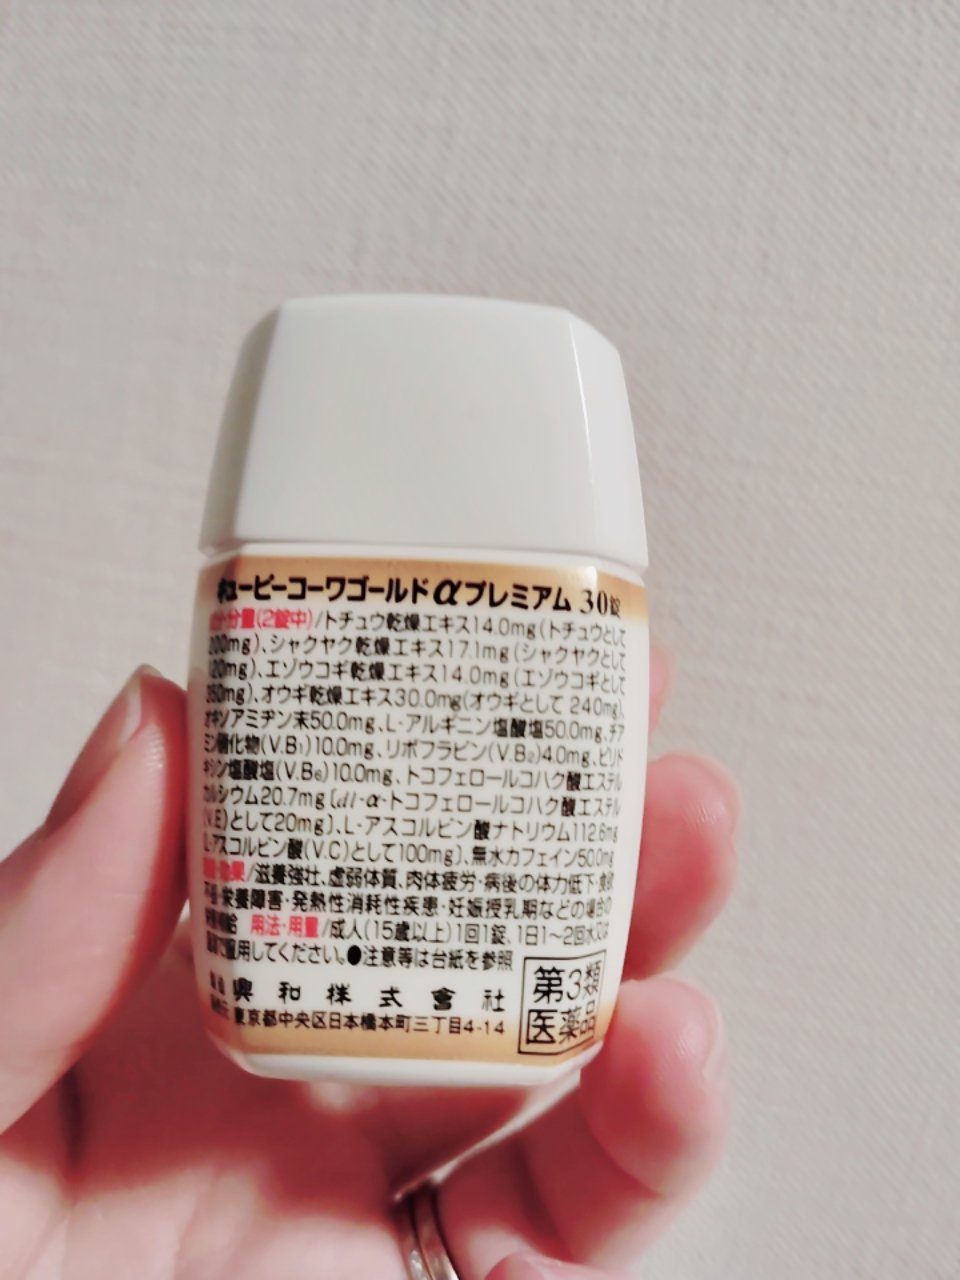 キューピーコーワゴールドαプレミアム 30錠
成分・分量(2錠中)/トチュウ乾燥エキス14.0mg(トチュウとして
200mg)、シャクヤク乾燥エキス17.1mg(シャクヤクとして
120mg)、エゾウコギ乾燥エキス14.0mg(エゾウコギとして
350mg)、オウギ乾燥エキス30.0mg(オウギとして 240mg)、
オキソアミヂン末50.0mg、L-アルギニン塩酸塩50.0mg、チア
ミン硝化物(V.B₁)10.0mg、リボフラビン(V.B₂)4.0mg、ピリド
キシン塩酸塩(V.B₆)10.0mg、トコフェロールコハク酸エステル
カルシウム20.7mg〔dl-α-トコフェロールコハク酸エステル
(V.E)として20mg〕、L-アスコルビン酸ナトリウム112.6mg
〔L-アスコルビン酸(V.C)として100mg〕、無水カフェイン50.0mg
効能・効果/滋養強壮、虚弱体質、肉体疲労・病後の体力低下・食欲
不振・栄養障害・発熱性消耗性疾患・妊娠授乳期などの場合の
栄養補給 用法・用量/成人(15歳以上)1回1錠、1日1〜2回水又は
温湯で服用してください。●注意等は台紙を参照
興和株式會社
東京都中央区日本橋本町三丁目4-14
第3類
医薬品